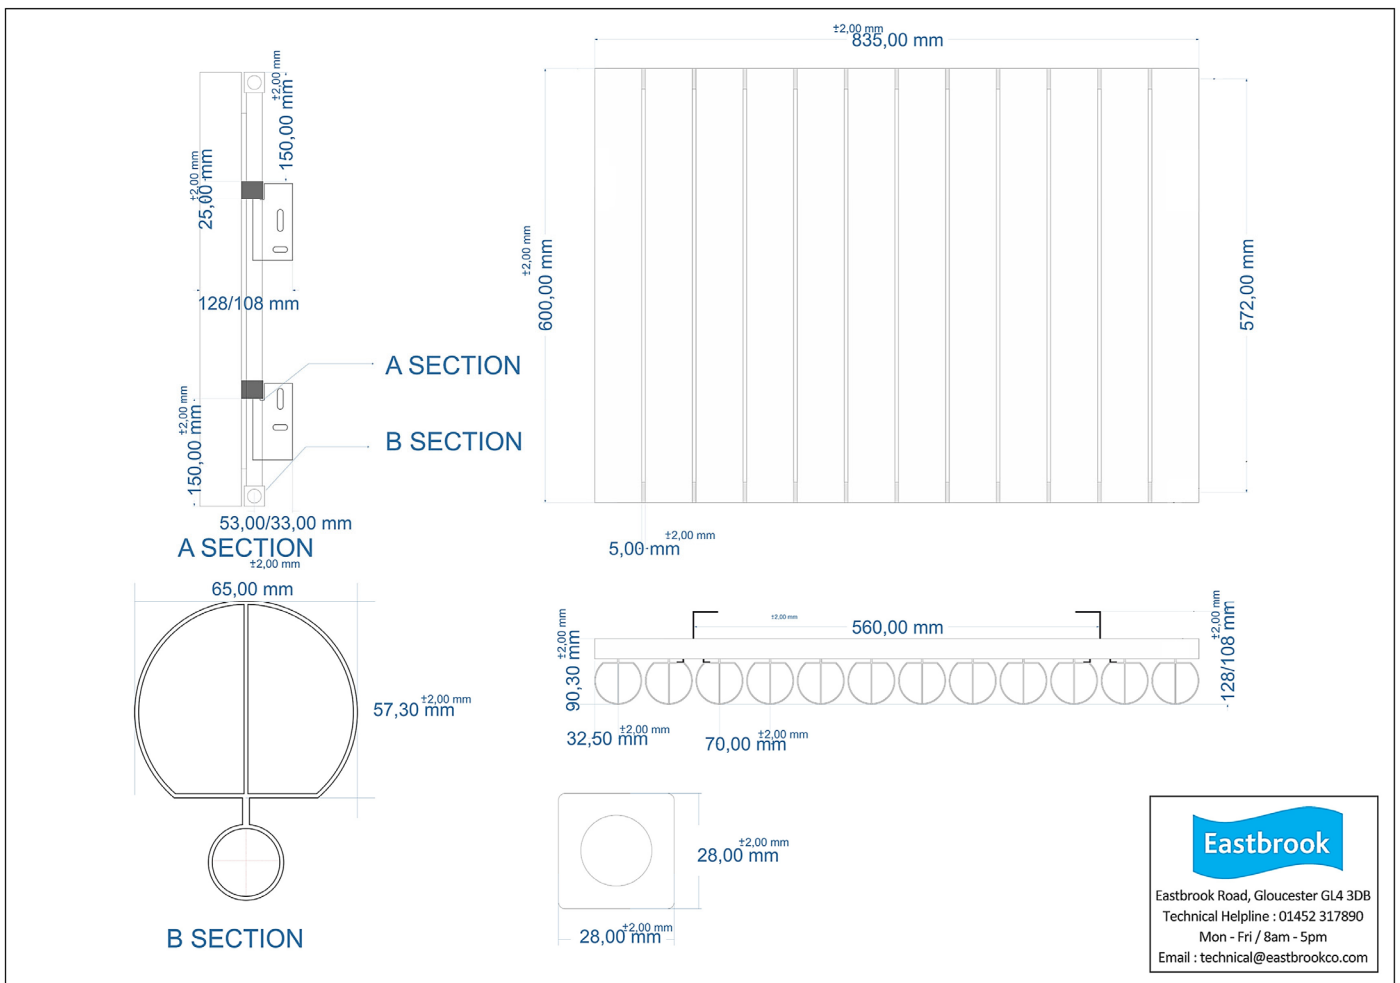 ±2,00 mm
835,00 mm
±2,00 mm
150,00 mm
±2,00 mm
25,00 mm
128/108 mm
A SECTION
B SECTION
±2,00 mm
150,00 mm
53,00/33,00 mm
A SECTION
±2,00 mm
600,00 mm
572,00 mm
±2,00 mm
5,00 mm
±2,00 mm
65,00 mm
±2,00 mm
57,30 mm
B SECTION
±2,00 mm
560,00 mm
±2,00 mm
90,30 mm
±2,00 mm
128/108 mm
±2,00 mm
32,50 mm
±2,00 mm
70,00 mm
±2,00 mm
28,00 mm
±2,00 mm
28,00 mm
Eastbrook
Eastbrook Road, Gloucester GL4 3DB
Technical Helpline : 01452 317890
Mon - Fri / 8am - 5pm
Email : technical@eastbrookco.com